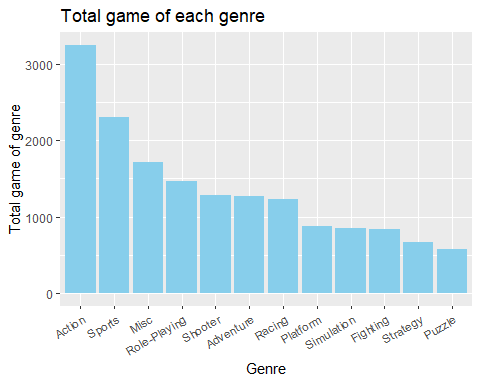 Total game of each genre
Total game of genre
3000
2000
1000
0
Action
Sports
Misc
Role-Playing
Shooter
Adventure
Racing
Platform
Simulation
Fighting
Strategy
Puzzle
Genre